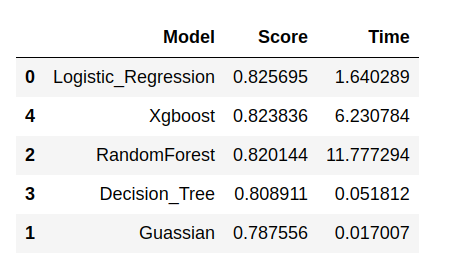 Model Score Time
0 Logistic_Regression 0.825695 1.640289
4 Xgboost 0.823836 6.230784
2 RandomForest 0.820144 11.777294
3 Decision_Tree 0.808911 0.051812
1 Guassian 0.787556 0.017007